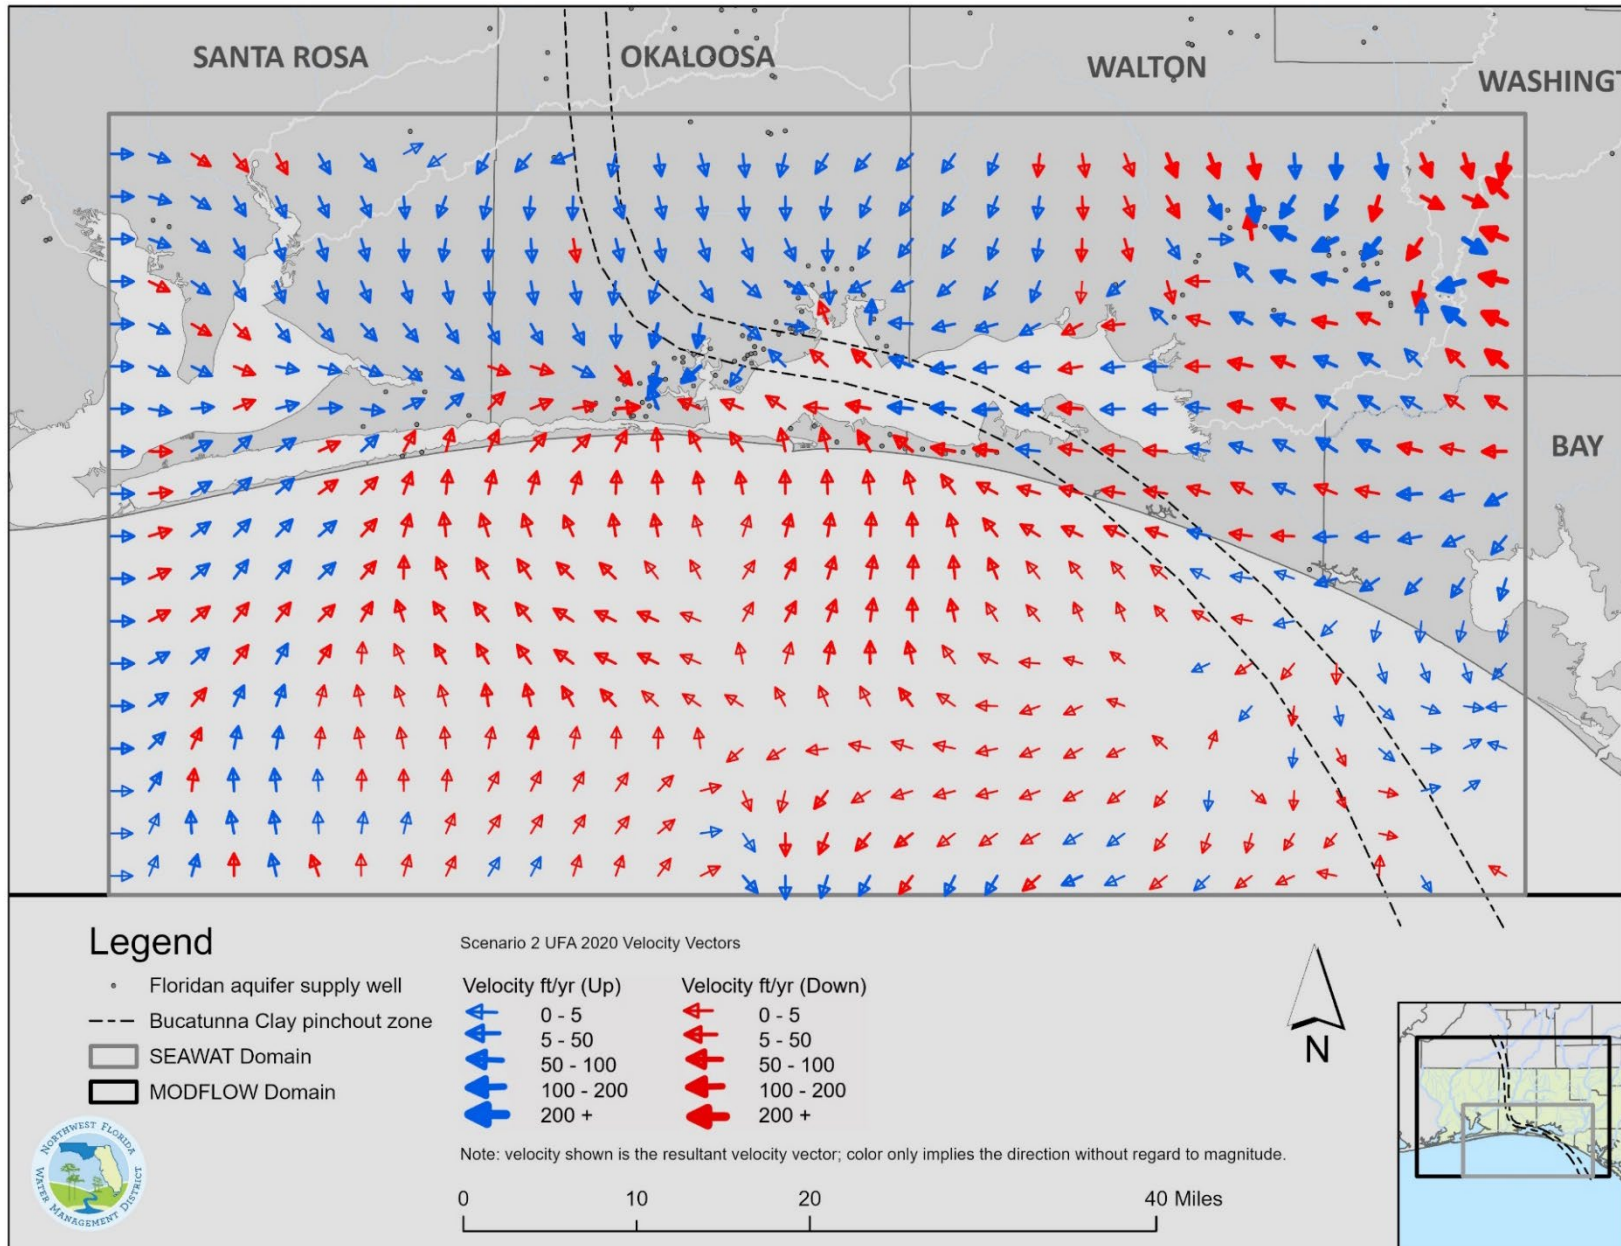 SANTA ROSA
OKALOOSA
WALTON
WASHINGT
BAY
Legend
Floridan aquifer supply well
Bucatunna Clay pinchout zone
SEAWAT Domain
MODFLOW Domain
Scenario 2 UFA 2020 Velocity Vectors
Velocity ft/yr (Up)
0 - 5
5 - 50
50 - 100
100 - 200
200 +
Velocity ft/yr (Down)
0 - 5
5 - 50
50 - 100
100 - 200
200 +
Note: velocity shown is the resultant velocity vector; color only implies the direction without regard to magnitude.
0 10 20 40 Miles
N
NORTHWEST FLORIDA
WATER MANAGEMENT DISTRICT